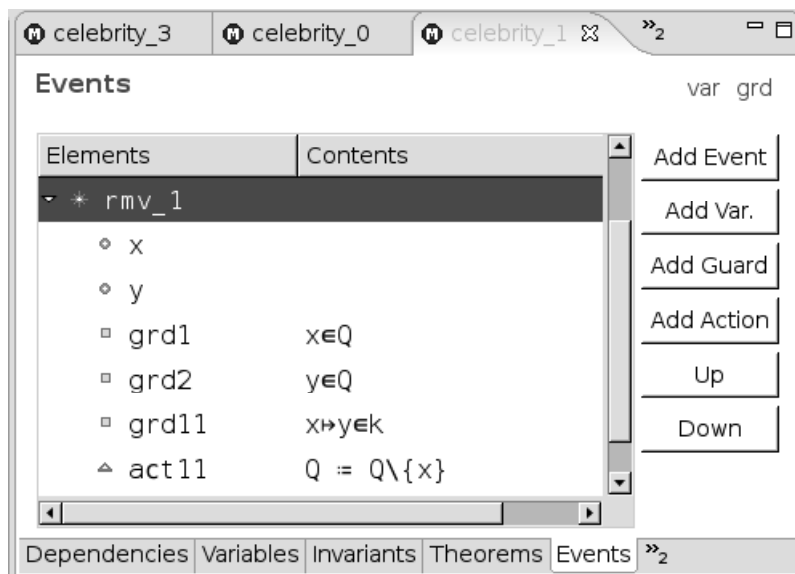 celebrity_3 celebrity_0 celebrity_1 »2
Events var grd
Elements Contents
rmv_1
x
y
grd1 x∈Q
grd2 y∈Q
grd11 x↦y∈k
act11 Q ≔ Q\{x}
Add Event
Add Var.
Add Guard
Add Action
Up
Down
Dependencies Variables Invariants Theorems Events »2